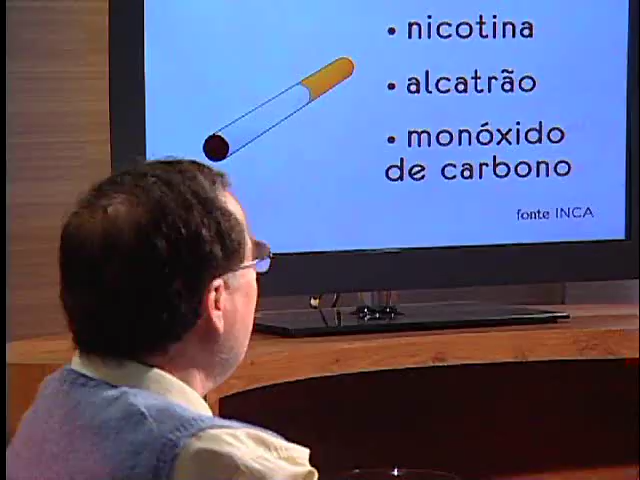 • nicotina
• alcatrão
• monóxido
de carbono
fonte INCA